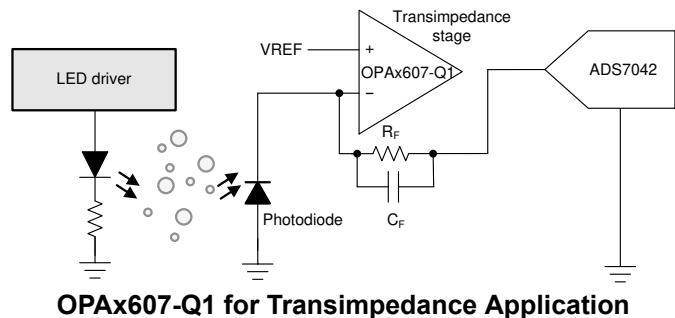 Transimpedance
stage
VREF
+
OPAx607-Q1
−
ADS7042
LED driver
RF
CF
Photodiode
OPAx607-Q1 for Transimpedance Application